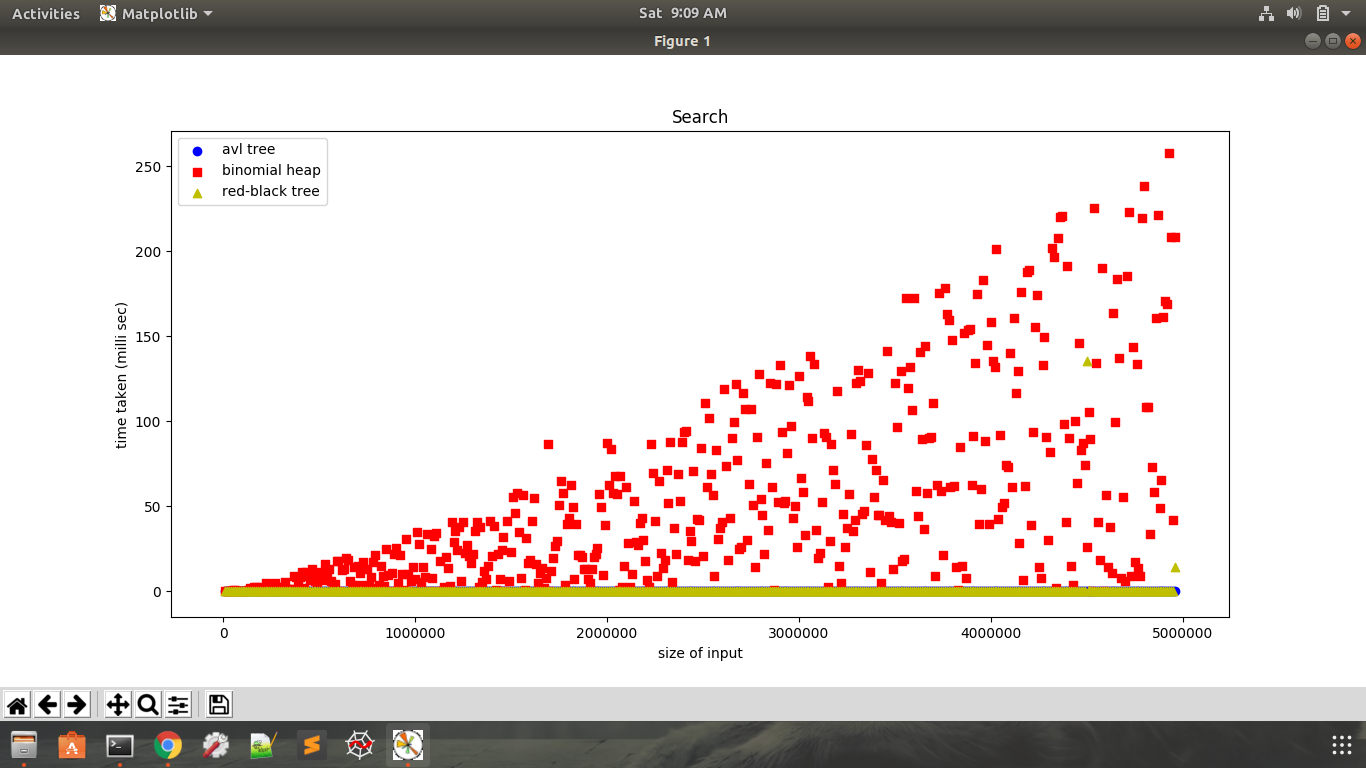 Activities Matplotlib Sat 9:09 AM
Figure 1
Search
avl tree
binomial heap
red-black tree
250
200
150
100
50
0
time taken (milli sec)
0 1000000 2000000 3000000 4000000 5000000
size of input